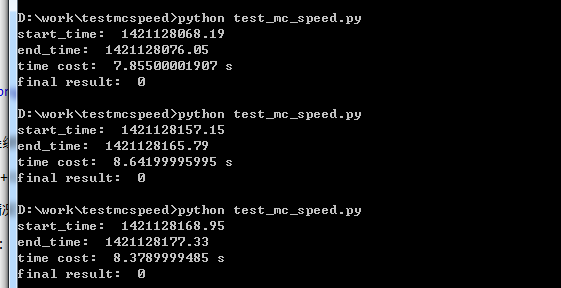 D:\work\testmcspeed>python test_mc_speed.py
start_time:  1421128068.19
end_time:  1421128076.05
time cost:  7.85500001907 s
final result:  0
D:\work\testmcspeed>python test_mc_speed.py
start_time:  1421128157.15
end_time:  1421128165.79
time cost:  8.64199995995 s
final result:  0
D:\work\testmcspeed>python test_mc_speed.py
start_time:  1421128168.95
end_time:  1421128177.33
time cost:  8.3789999485 s
final result:  0